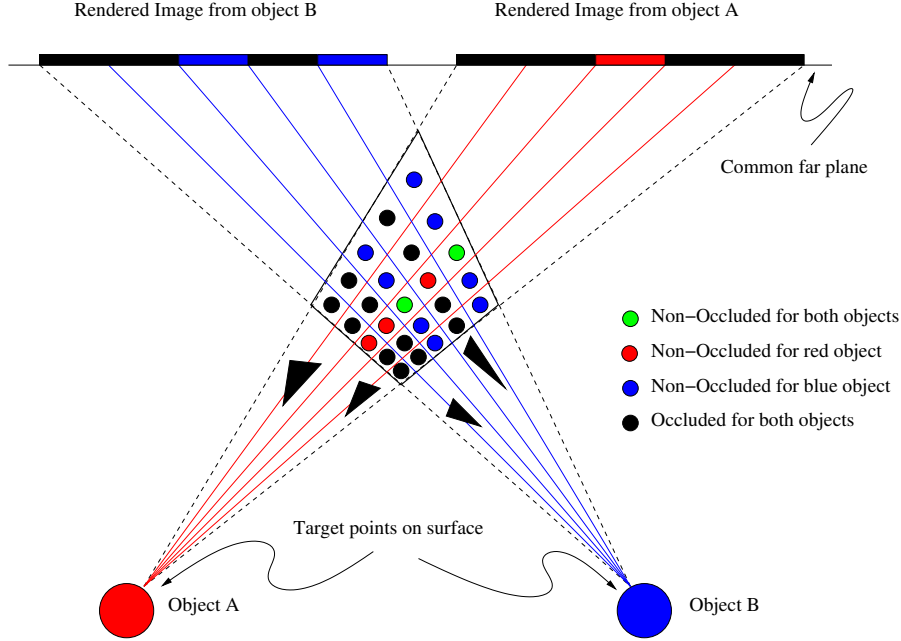 Rendered Image from object B
Rendered Image from object A
Common far plane
Non−Occluded for both objects
Non−Occluded for red object
Non−Occluded for blue object
Occluded for both objects
Target points on surface
Object A
Object B